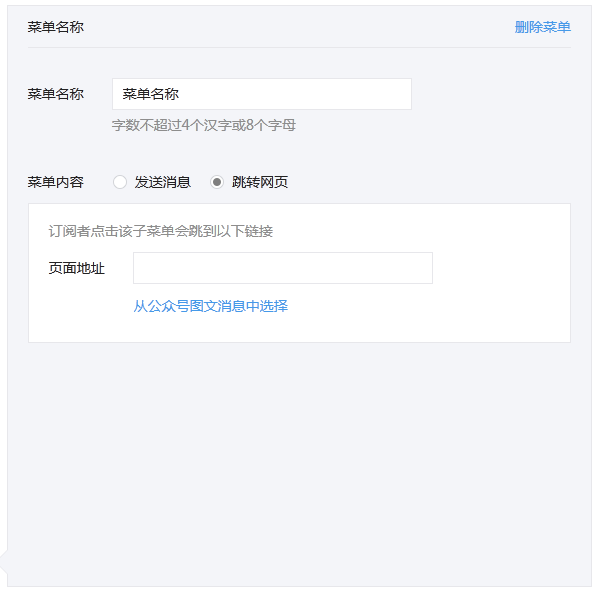 菜单名称 删除菜单
菜单名称 菜单名称
字数不超过4个汉字或8个字母
菜单内容 发送消息 跳转网页
订阅者点击该子菜单会跳到以下链接
页面地址
从公众号图文消息中选择